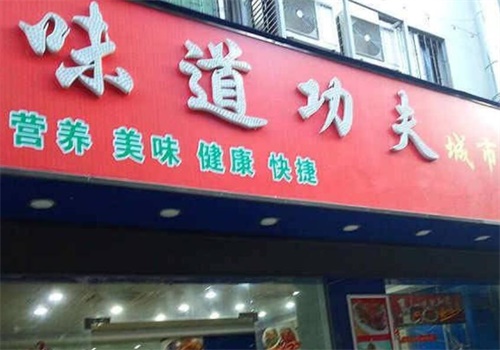 味道功夫 城市
营养 美味 健康 快捷